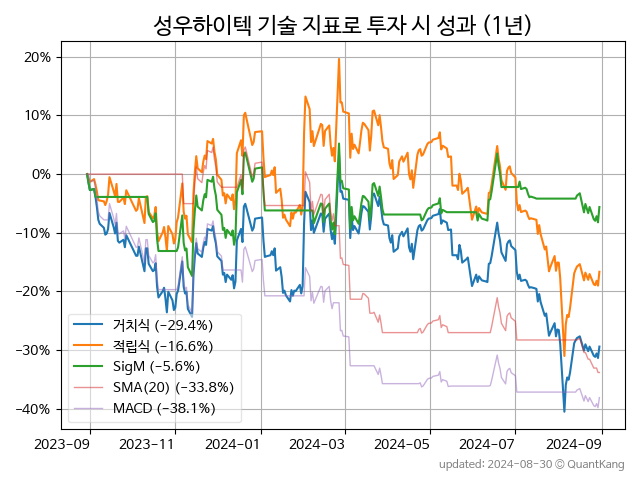 성우하이텍 기술 지표로 투자 시 성과 (1년)
20%
10%
0%
−10%
−20%
−30%
−40%
거치식 (−29.4%)
적립식 (−16.6%)
SigM (−5.6%)
SMA(20) (−33.8%)
MACD (−38.1%)
2023-09
2023-11
2024-01
2024-03
2024-05
2024-07
2024-09
updated: 2024-08-30 © QuantKang